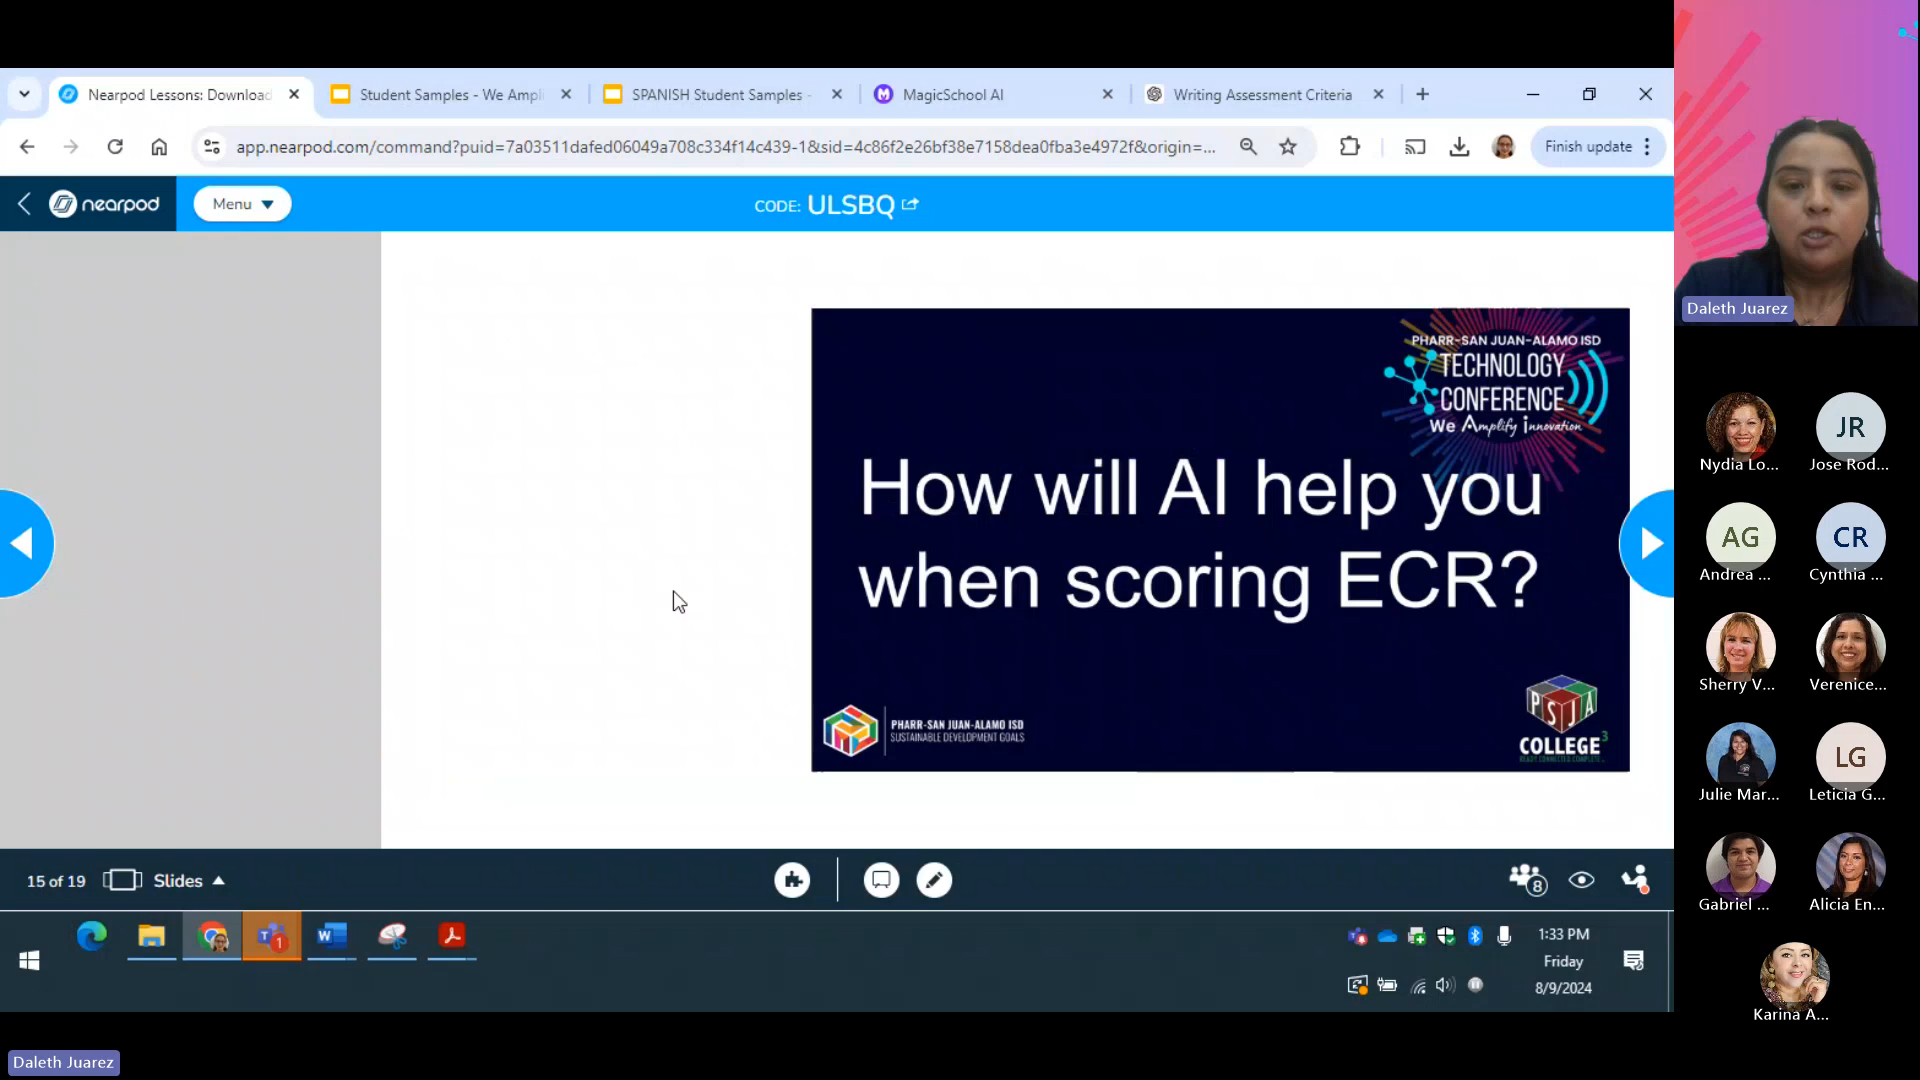 Nearpod Lessons: Download
Student Samples - We Ampli
SPANISH Student Samples -
MagicSchool AI
Writing Assessment Criteria
app.nearpod.com/command?puid=7a03511dafed06049a708c334f14c439-1&sid=4c86f2e26bf38e7158dea0fba3e4972f&origin=...
Finish update
nearpod
Menu
CODE: ULSBQ
Daleth Juarez
PHARR-SAN JUAN-ALAMO ISD
TECHNOLOGY
CONFERENCE
We Amplify Innovation
How will AI help you
when scoring ECR?
PHARR-SAN JUAN-ALAMO ISD
SUSTAINABLE DEVELOPMENT GOALS
PSJA
COLLEGE³
JR
Nydia Lo...
Jose Rod...
AG
CR
Andrea ...
Cynthia ...
Sherry V...
Verenice...
LG
Julie Mar...
Leticia G...
Gabriel ...
Alicia En...
Karina A...
15 of 19
Slides
8
1
1:33 PM
Friday
8/9/2024
Daleth Juarez